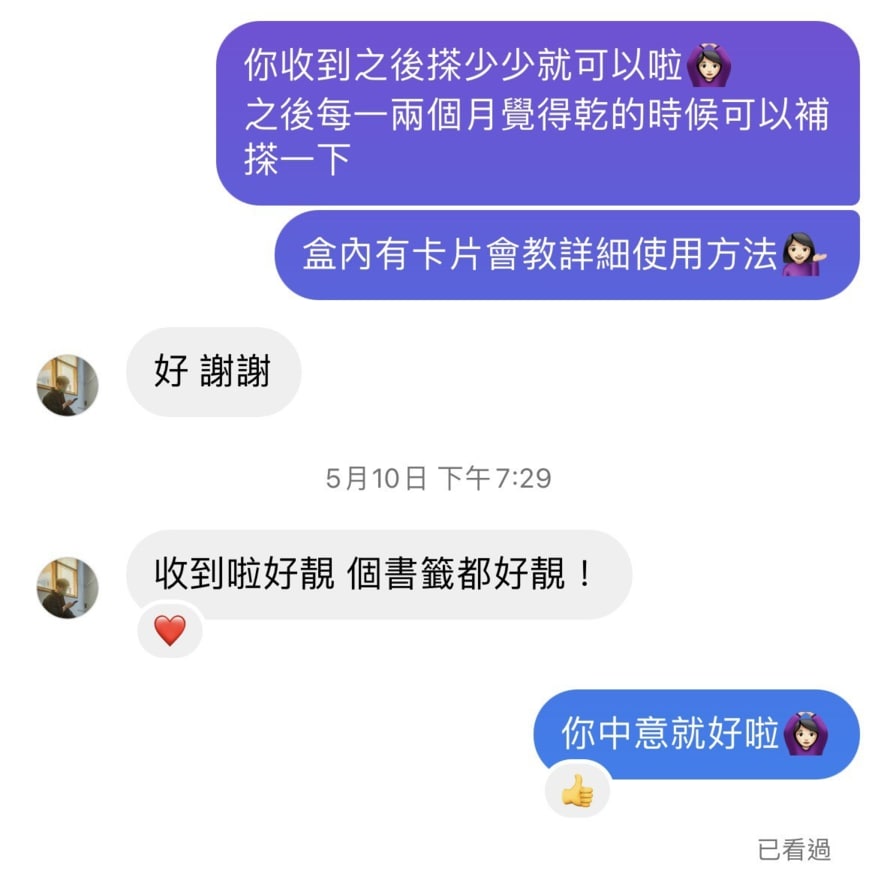 你收到之後搽少少就可以啦🙆🏻‍♀️
之後每一兩個月覺得乾的時候可以補
搽一下
盒內有卡片會教詳細使用方法💁🏻‍♀️
好 謝謝
5月10日 下午7:29
收到啦好靚 個書籤都好靚！
❤️
你中意就好啦🙆🏻‍♀️
👍
已看過